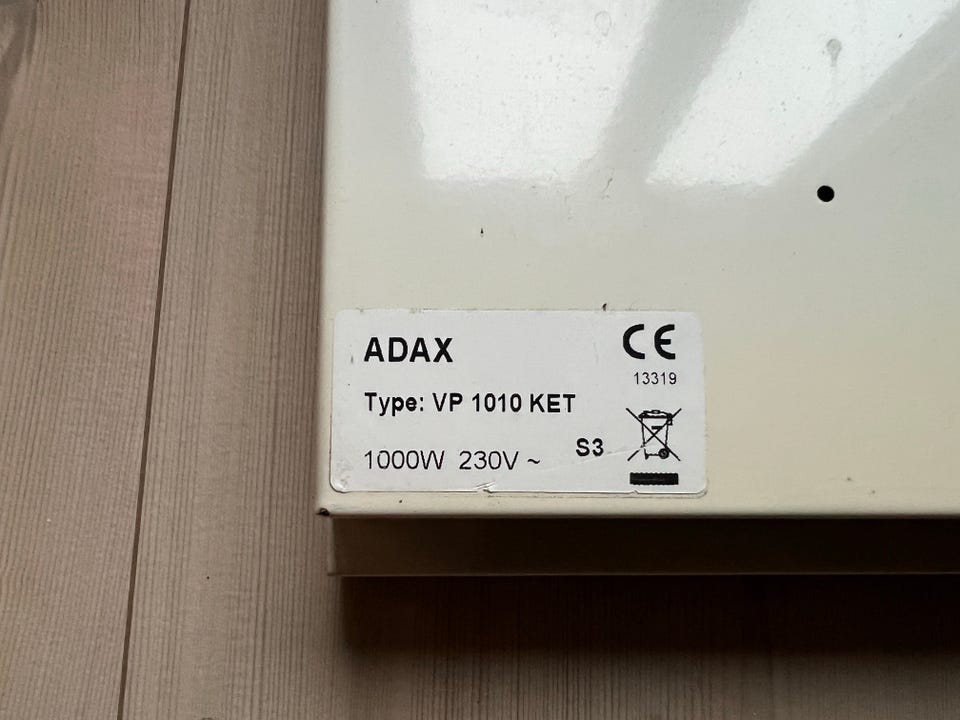 ADAX
CE
13319
Type: VP 1010 KET
1000W 230V ~
S3